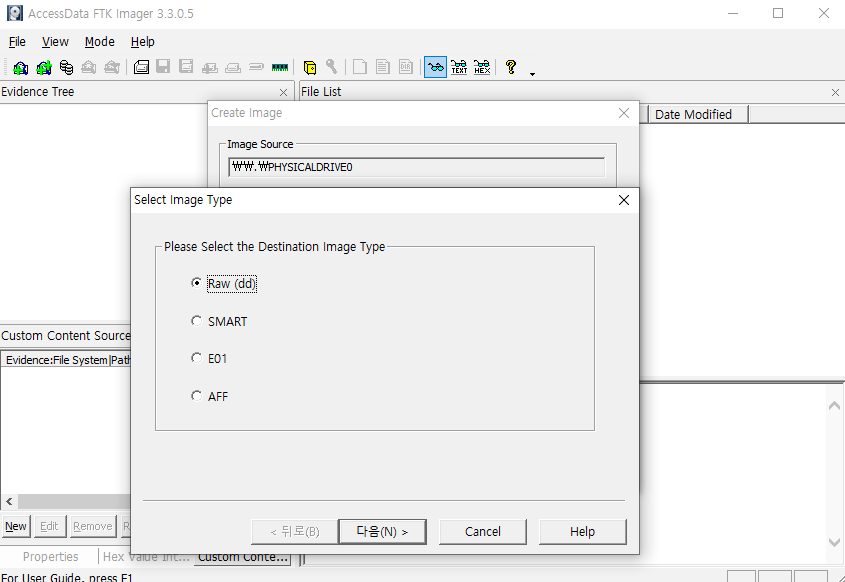 AccessData FTK Imager 3.3.0.5
File View Mode Help
TEXT HEX
Evidence Tree
File List
Create Image
Date Modified
Image Source
₩₩.₩PHYSICALDRIVE0
Select Image Type
Please Select the Destination Image Type
Raw (dd)
SMART
Custom Content Source
Evidence:File System|Path
E01
AFF
New Edit Remove R
< 뒤로(B) 다음(N) > Cancel Help
Properties Hex Value Int... Custom Conte...
For User Guide, press F1